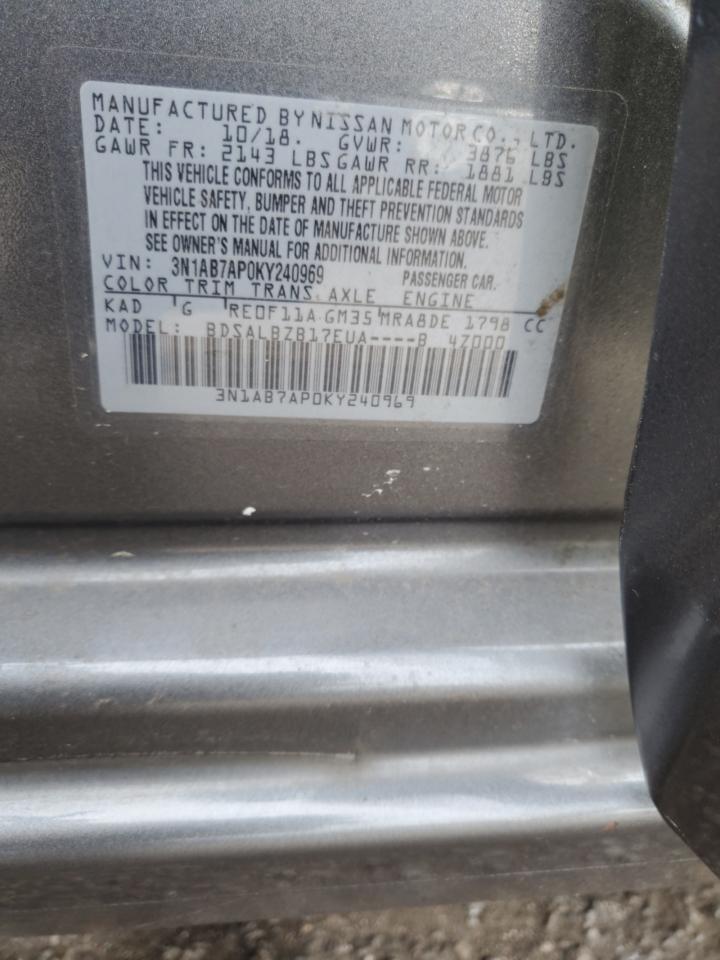 MANUFACTURED BY NISSAN MOTOR CO., LTD.
DATE: 10/18. GVWR: 3876 LBS
GAWR FR: 2143 LBS GAWR RR: 1881 LBS
THIS VEHICLE CONFORMS TO ALL APPLICABLE FEDERAL MOTOR
VEHICLE SAFETY, BUMPER AND THEFT PREVENTION STANDARDS
IN EFFECT ON THE DATE OF MANUFACTURE SHOWN ABOVE.
SEE OWNER'S MANUAL FOR ADDITIONAL INFORMATION.
VIN: 3N1AB7AP0KY240969 PASSENGER CAR.
COLOR TRIM TRANS AXLE ENGINE
KAD G RE0F11A GM35 MRA8DE 1798 CC
MODEL: BDSALBZB17EUA----B 4Z000
3N1AB7AP0KY240969